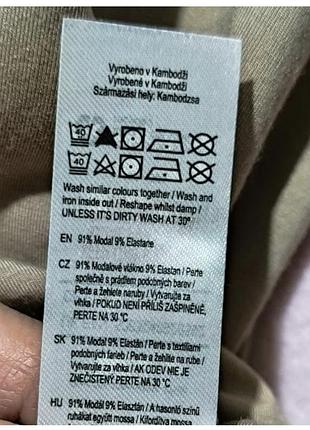 Vyrobeno v Kambodži
Vyrobené v Kambodži
Származási hely: Kambodzsa
40
40
Wash similar colours together / Wash and
iron inside out / Reshape whilst damp /
UNLESS IT'S DIRTY WASH AT 30°
EN 91% Modal 9% Elastane
CZ 91% Modalové vlákno 9% Elastan / Perte
společně s prádlem podobných barev /
Perte a žehlete naruby / Vytvarujte za
vlhka / POKUD NENÍ PŘÍLIŠ ZAŠPINĚNÉ,
PERTE NA 30 °C
SK 91% Modal 9% Elastan / Perte s textíliami
podobných farieb / Perte a žehlite na rube /
Vytvarujte za vlhka / AK OBLEČENIE NIE JE
ZNEČISTENÝ PERTE NA 30 °C
HU 91% Modál 9% Elasztán / A hasonló színű
ruhákat együtt mossa / Kifordítva mossa